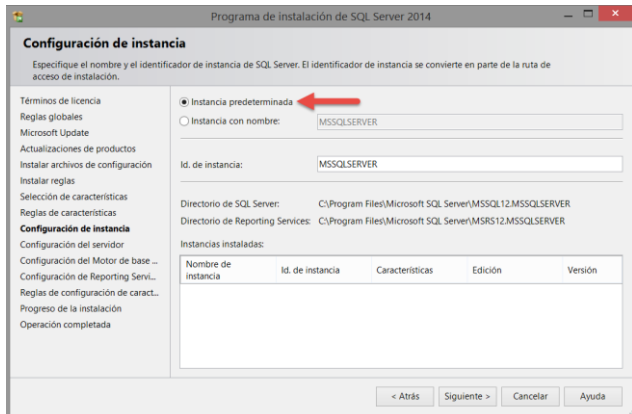 Programa de instalación de SQL Server 2014
Configuración de instancia
Especifique el nombre y el identificador de instancia de SQL Server. El identificador de instancia se convierte en parte de la ruta de
acceso de instalación.
Términos de licencia
Reglas globales
Microsoft Update
Actualizaciones de productos
Instalar archivos de configuración
Instalar reglas
Selección de características
Reglas de características
Configuración de instancia
Configuración del servidor
Configuración del Motor de base ...
Configuración de Reporting Servi...
Reglas de configuración de caract...
Progreso de la instalación
Operación completada
Instancia predeterminada
Instancia con nombre: MSSQLSERVER
Id. de instancia: MSSQLSERVER
Directorio de SQL Server: C:\Program Files\Microsoft SQL Server\MSSQL12.MSSQLSERVER
Directorio de Reporting Services: C:\Program Files\Microsoft SQL Server\MSRS12.MSSQLSERVER
Instancias instaladas:
Nombre de
instancia Id. de instancia Características Edición Versión
< Atrás Siguiente > Cancelar Ayuda